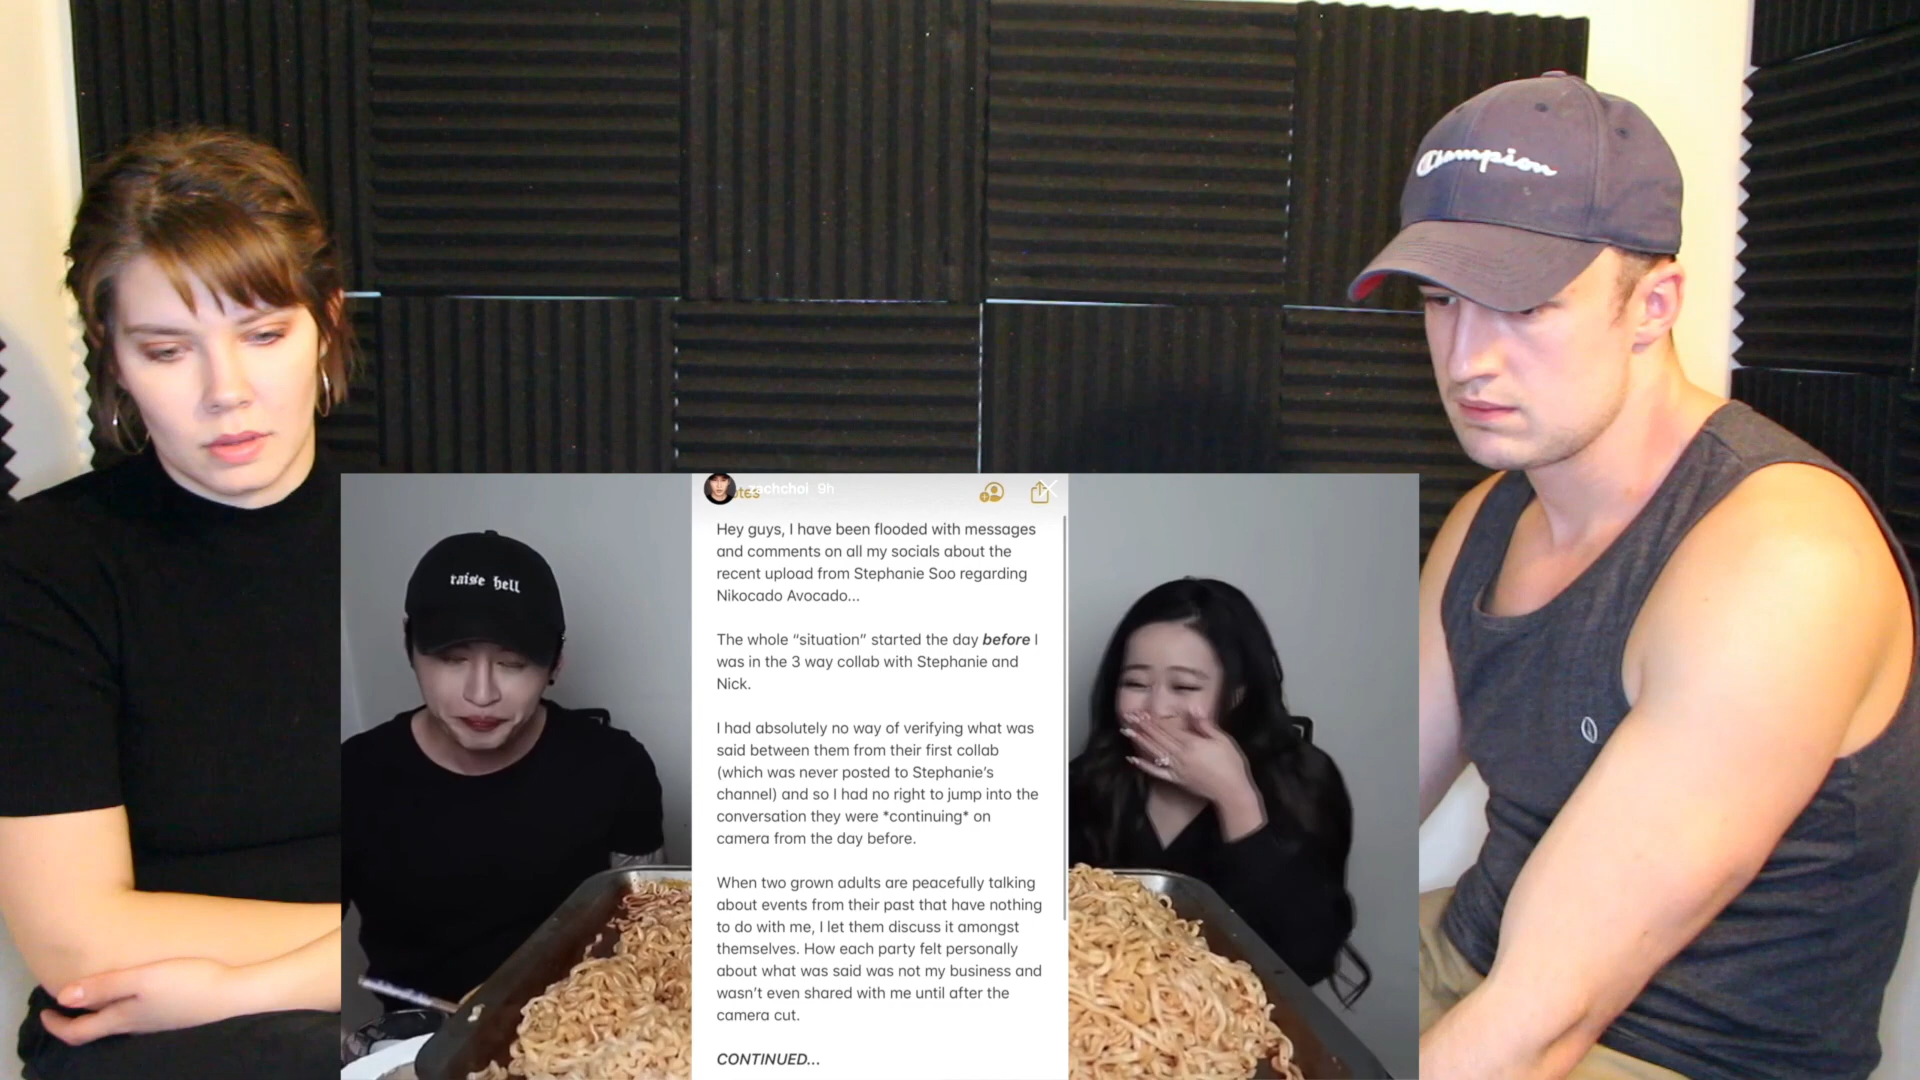 Champion
raise hell
zachchoi 9h
Hey guys, I have been flooded with messages
and comments on all my socials about the
recent upload from Stephanie Soo regarding
Nikocado Avocado...
The whole “situation” started the day before I
was in the 3 way collab with Stephanie and
Nick.
I had absolutely no way of verifying what was
said between them from their first collab
(which was never posted to Stephanie’s
channel) and so I had no right to jump into the
conversation they were *continuing* on
camera from the day before.
When two grown adults are peacefully talking
about events from their past that have nothing
to do with me, I let them discuss it amongst
themselves. How each party felt personally
about what was said was not my business and
wasn’t even shared with me until after the
camera cut.
CONTINUED...